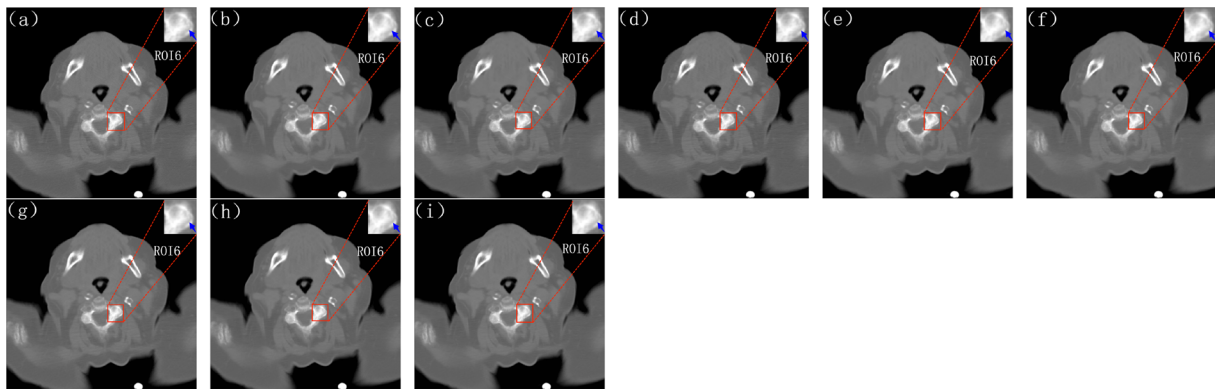 (a) (b) (c) (d) (e) (f)
ROI6 ROI6 ROI6 ROI6 ROI6 ROI6
(g) (h) (i)
ROI6 ROI6 ROI6